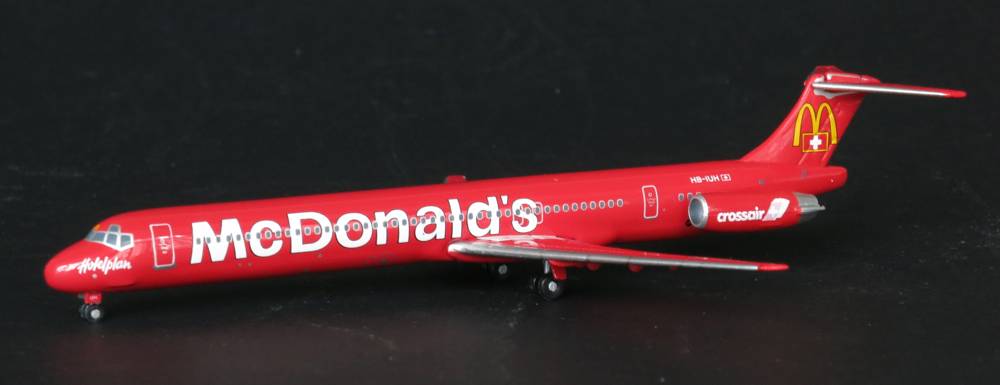 McDonald's
Hotelplan
HB-IUH
crossair